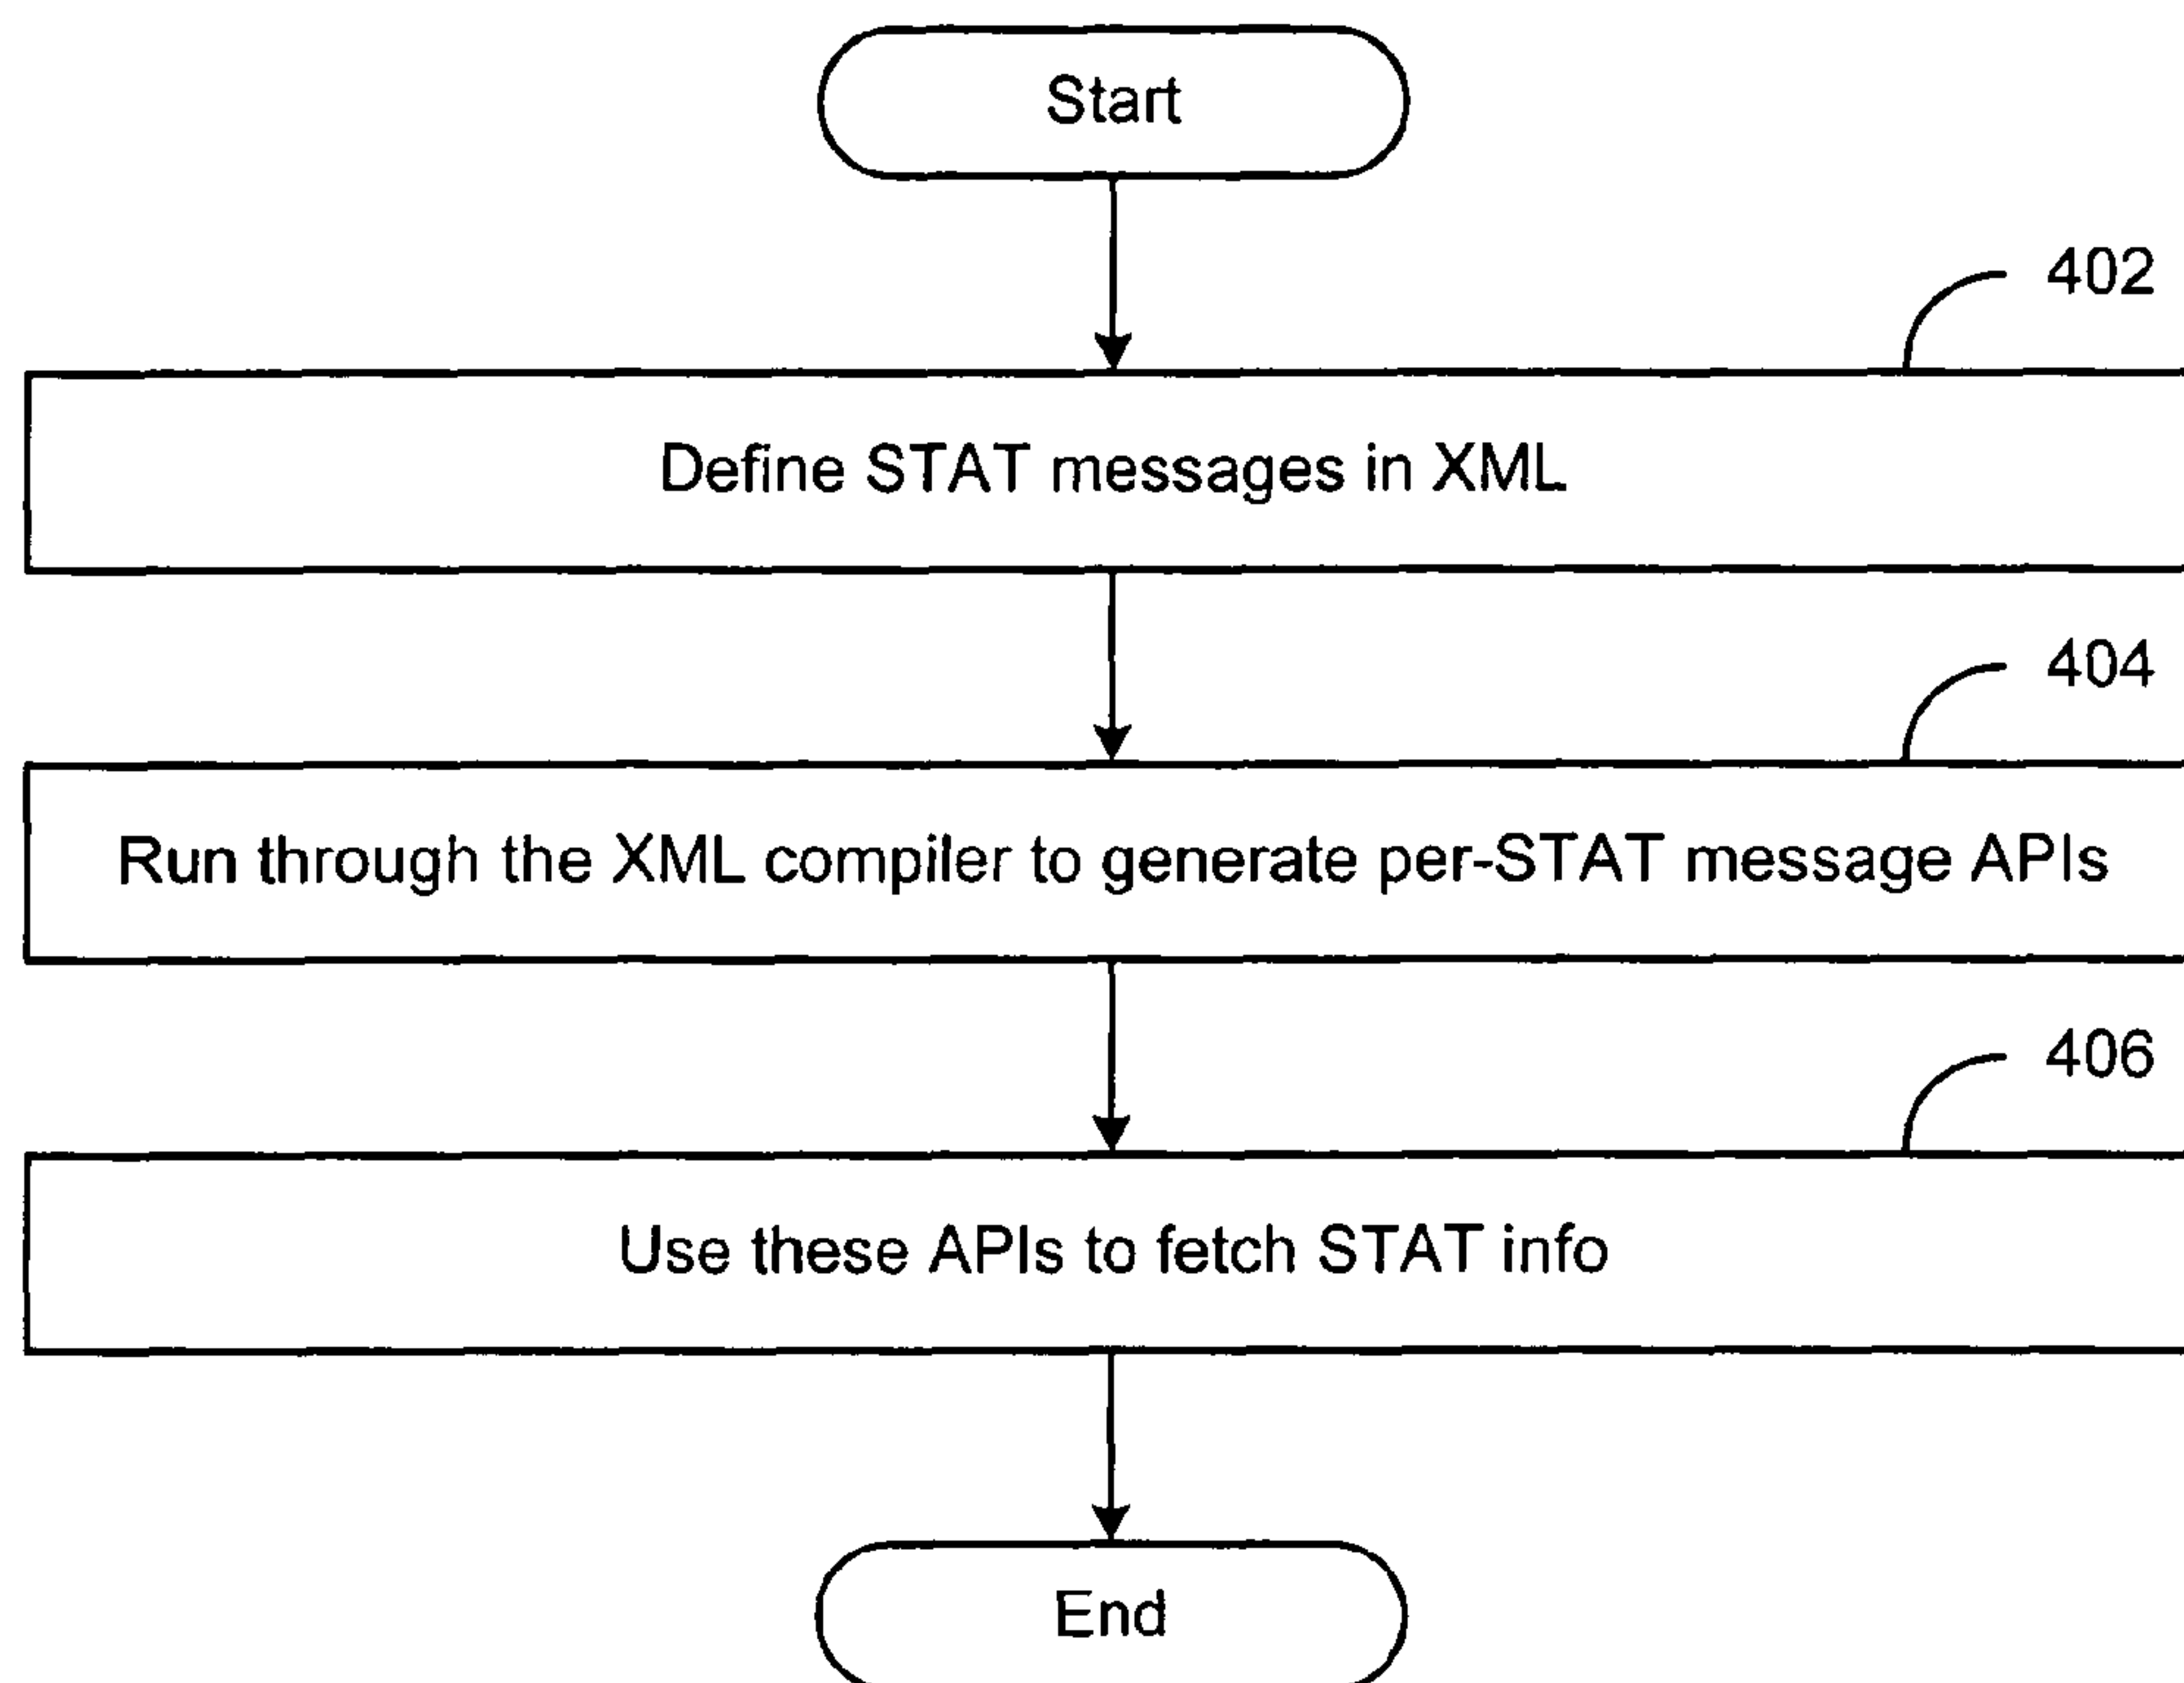 Start
402
Define STAT messages in XML
404
Run through the XML compiler to generate per-STAT message APIs
406
Use these APIs to fetch STAT info
End